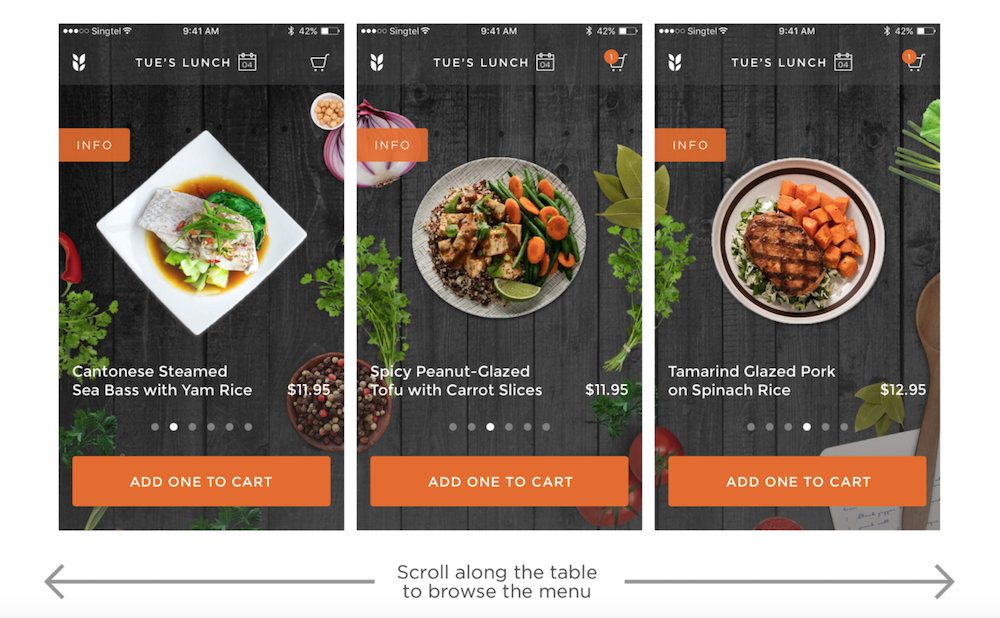 Singtel 9:41 AM 42%
TUE'S LUNCH 04
INFO
Cantonese Steamed
Sea Bass with Yam Rice $11.95
ADD ONE TO CART
Singtel 9:41 AM 42%
TUE'S LUNCH 04 1
INFO
Spicy Peanut-Glazed
Tofu with Carrot Slices $11.95
ADD ONE TO CART
Singtel 9:41 AM 42%
TUE'S LUNCH 04 1
INFO
Tamarind Glazed Pork
on Spinach Rice $12.95
ADD ONE TO CART
Scroll along the table
to browse the menu